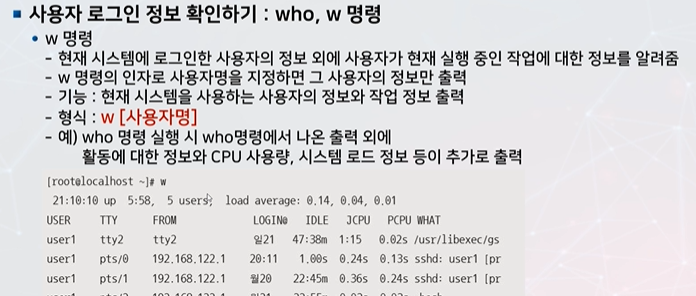 ▪ 사용자 로그인 정보 확인하기 : who, w 명령
• w 명령
- 현재 시스템에 로그인한 사용자의 정보 외에 사용자가 현재 실행 중인 작업에 대한 정보를 알려줌
- w 명령의 인자로 사용자명을 지정하면 그 사용자의 정보만 출력
- 기능 : 현재 시스템을 사용하는 사용자의 정보와 작업 정보 출력
- 형식 : w [사용자명]
- 예) who 명령 실행 시 who명령에서 나온 출력 외에
활동에 대한 정보와 CPU 사용량, 시스템 로드 정보 등이 추가로 출력
[root@localhost ~]# w
21:10:10 up 5:58, 5 users, load average: 0.14, 0.04, 0.01
USER TTY FROM LOGIN@ IDLE JCPU PCPU WHAT
user1 tty2 tty2 일21 47:38m 1:15 0.02s /usr/libexec/gs
user1 pts/0 192.168.122.1 20:11 1.00s 0.24s 0.13s sshd: user1 [pr
user1 pts/1 192.168.122.1 월20 22:45m 0.36s 0.24s sshd: user1 [pr